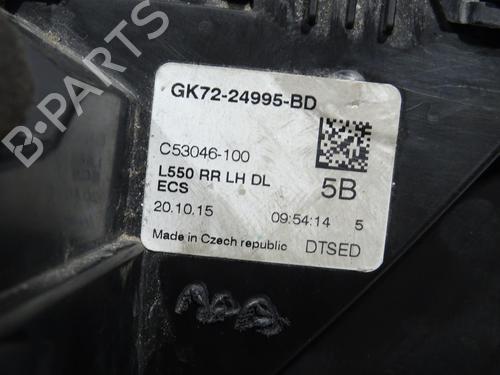 GK72-24995-BD
C53046-100
L550 RR LH DL
ECS
5B
20.10.15 09:54:14 5
Made in Czech republic DTSED
B-PARTS